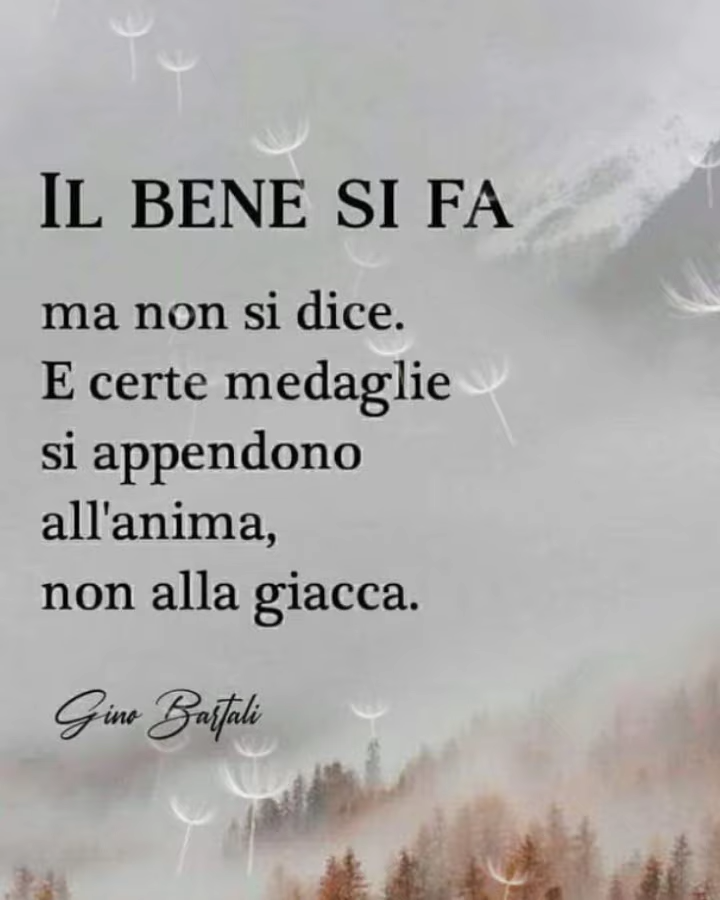 IL BENE SI FA
ma non si dice.
E certe medaglie
si appendono
all'anima,
non alla giacca.
Gino Bartali